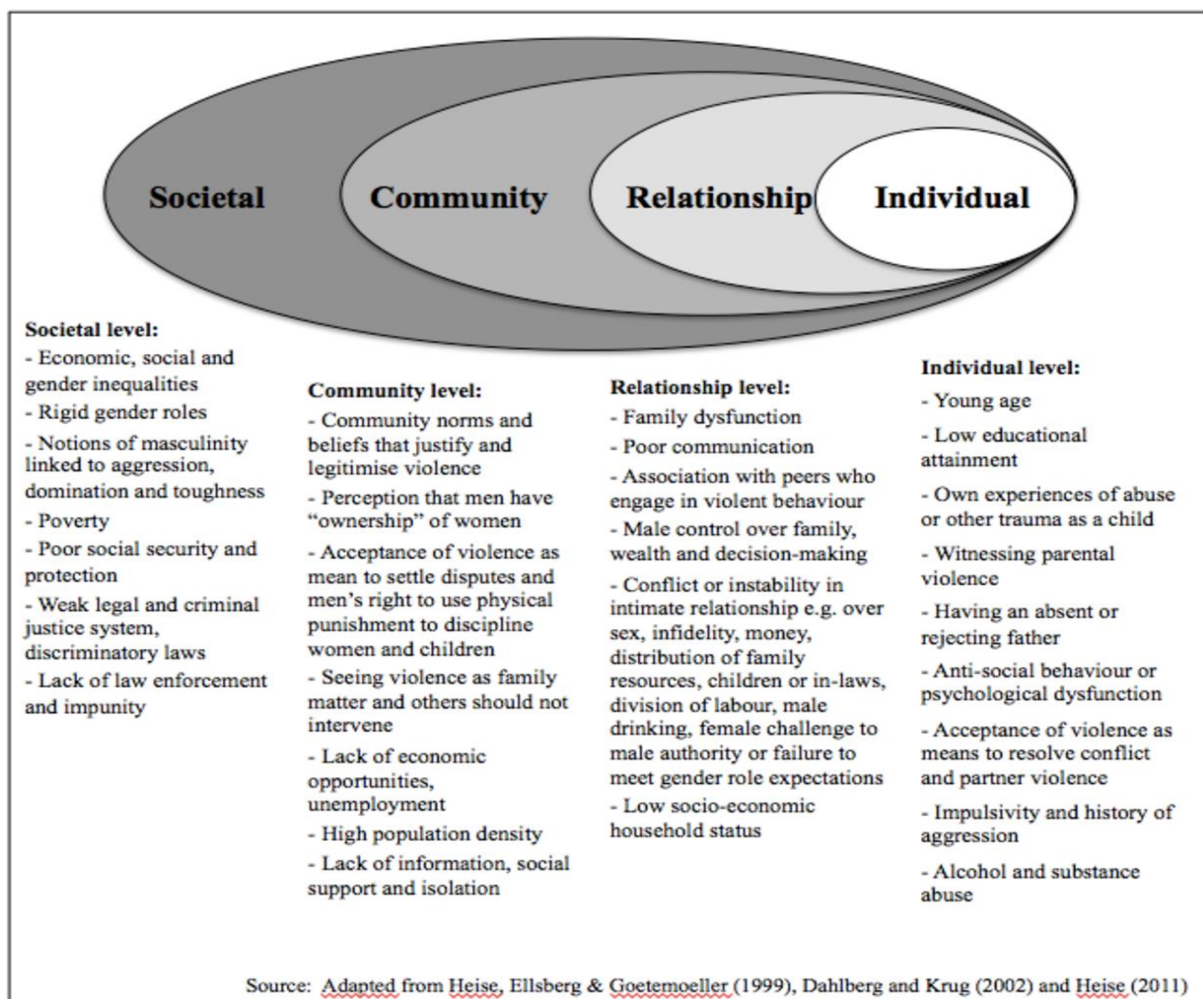 Societal
Community
Relationship
Individual
Societal level:
- Economic, social and
gender inequalities
- Rigid gender roles
- Notions of masculinity
linked to aggression,
domination and toughness
- Poverty
- Poor social security and
protection
- Weak legal and criminal
justice system,
discriminatory laws
- Lack of law enforcement
and impunity
Community level:
- Community norms and
beliefs that justify and
legitimise violence
- Perception that men have
“ownership” of women
- Acceptance of violence as
mean to settle disputes and
men’s right to use physical
punishment to discipline
women and children
- Seeing violence as family
matter and others should not
intervene
- Lack of economic
opportunities,
unemployment
- High population density
- Lack of information, social
support and isolation
Relationship level:
- Family dysfunction
- Poor communication
- Association with peers who
engage in violent behaviour
- Male control over family,
wealth and decision-making
- Conflict or instability in
intimate relationship e.g. over
sex, infidelity, money,
distribution of family
resources, children or in-laws,
division of labour, male
drinking, female challenge to
male authority or failure to
meet gender role expectations
- Low socio-economic
household status
Individual level:
- Young age
- Low educational
attainment
- Own experiences of abuse
or other trauma as a child
- Witnessing parental
violence
- Having an absent or
rejecting father
- Anti-social behaviour or
psychological dysfunction
- Acceptance of violence as
means to resolve conflict
and partner violence
- Impulsivity and history of
aggression
- Alcohol and substance
abuse
Source: Adapted from Heise, Ellsberg & Goetemoeller (1999), Dahlberg and Krug (2002) and Heise (2011)